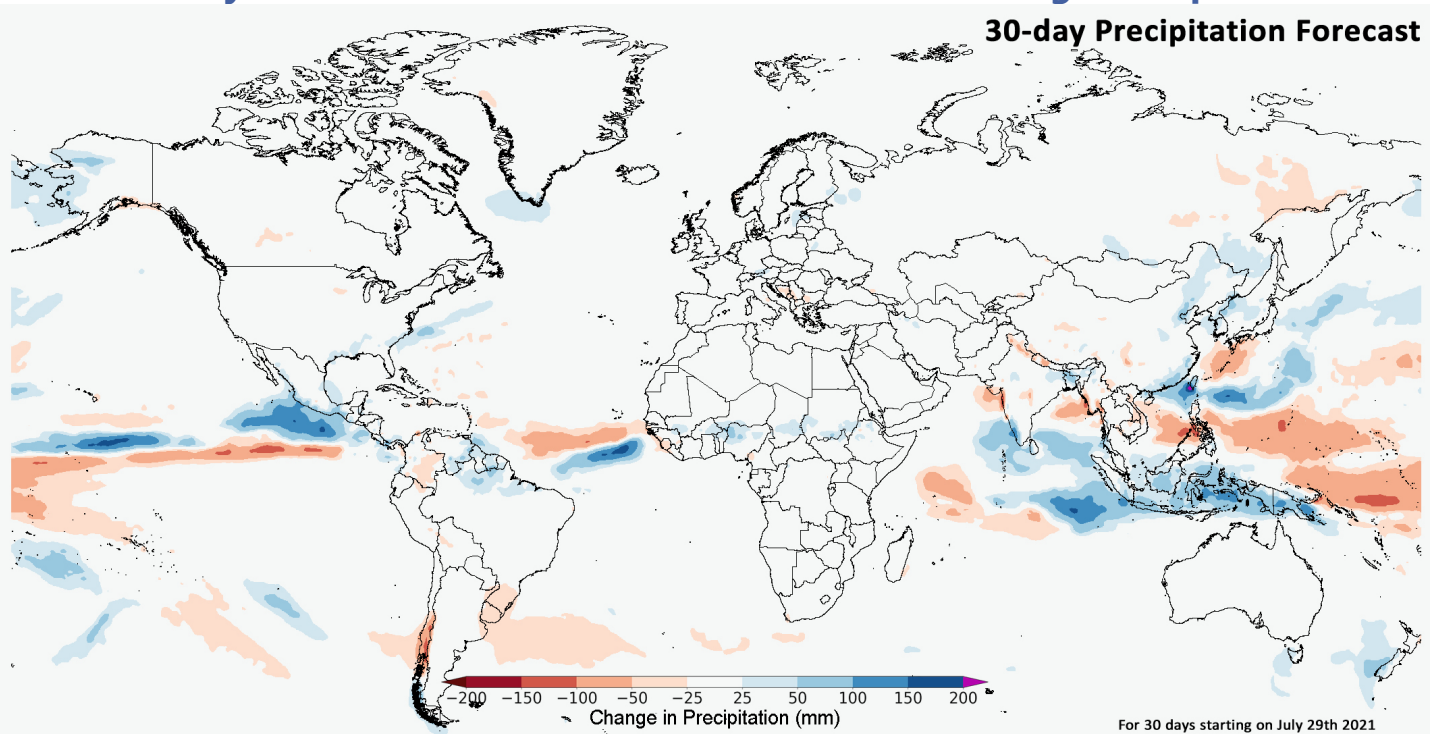 30-day Precipitation Forecast
−200 −150 −100 −50 −25 25 50 100 150 200
Change in Precipitation (mm)
For 30 days starting on July 29th 2021